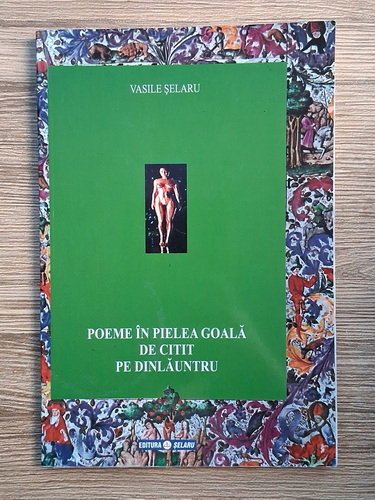 VASILE ŞELARU
POEME ÎN PIELEA GOALĂ
DE CITIT
PE DINLĂUNTRU
EDITURA ŞELARU